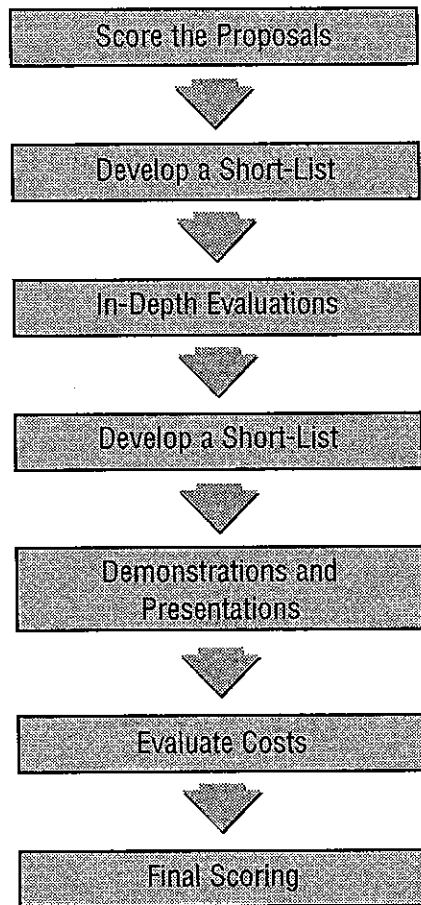 Score the Proposals
Develop a Short-List
In-Depth Evaluations
Develop a Short-List
Demonstrations and
Presentations
Evaluate Costs
Final Scoring